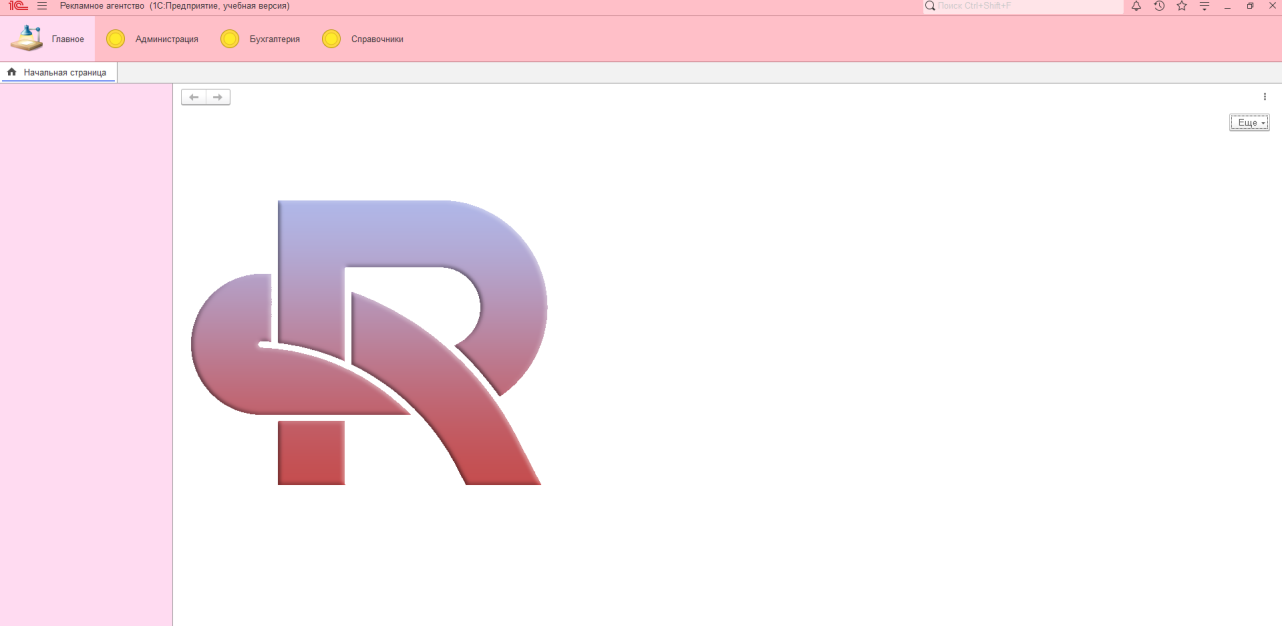 1С Рекламное агентство (1С:Предприятие, учебная версия) Поиск Ctrl+Shift+F
Главное Администрация Бухгалтерия Справочники
Начальная страница
Еще